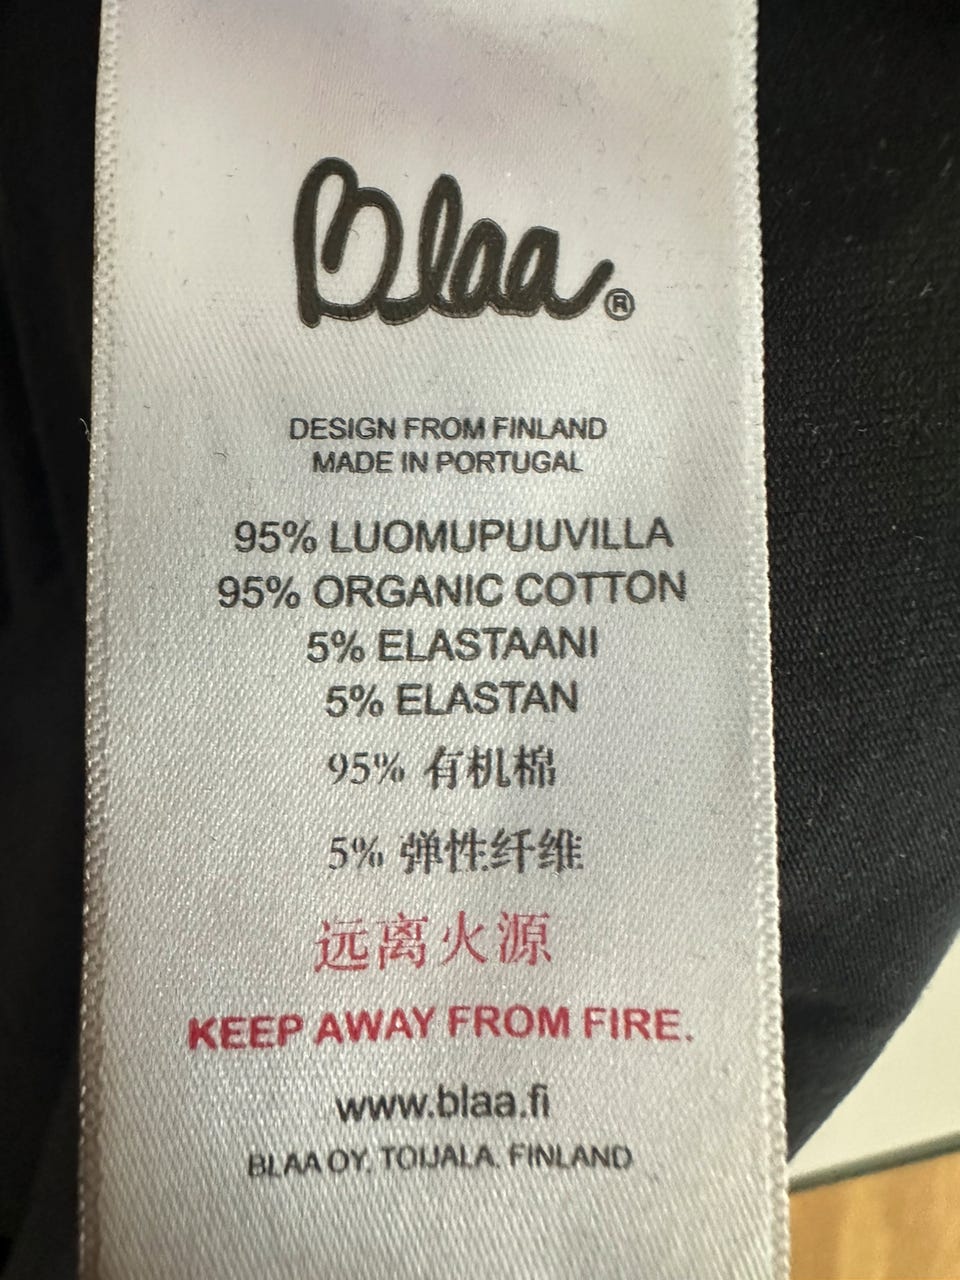 Blaa®
DESIGN FROM FINLAND
MADE IN PORTUGAL
95% LUOMUPUUVILLA
95% ORGANIC COTTON
5% ELASTAANI
5% ELASTAN
95% 有机棉
5% 弹性纤维
远离火源
KEEP AWAY FROM FIRE.
www.blaa.fi
BLAA OY, TOIJALA, FINLAND